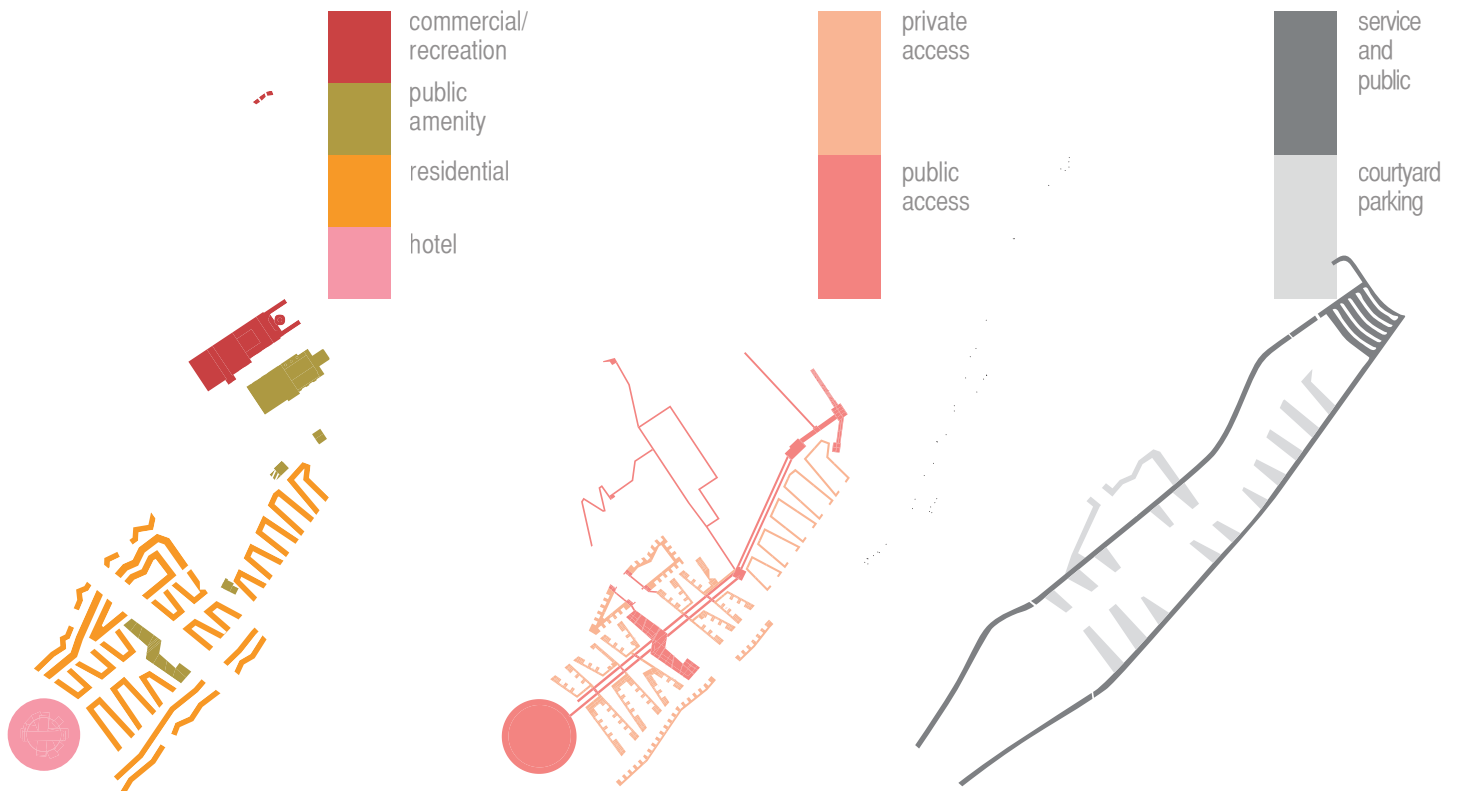 commercial/
recreation
public
amenity
residential
hotel
private
access
public
access
service
and
public
courtyard
parking